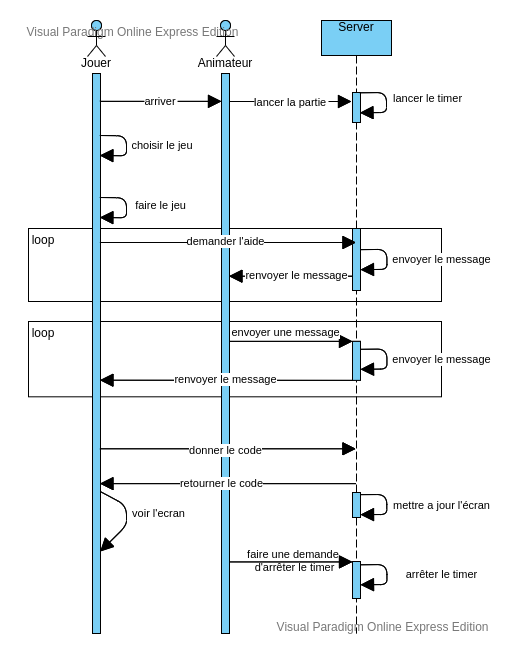 Visual Paradigm Online Express Edition
Server
Jouer
Animateur
arriver
lancer la partie
lancer le timer
choisir le jeu
faire le jeu
loop
demander l'aide
envoyer le message
renvoyer le message
loop
envoyer une message
envoyer le message
renvoyer le message
donner le code
retourner le code
mettre a jour l'écran
voir l'ecran
faire une demande
d'arrêter le timer
arrêter le timer
Visual Paradigm Online Express Edition